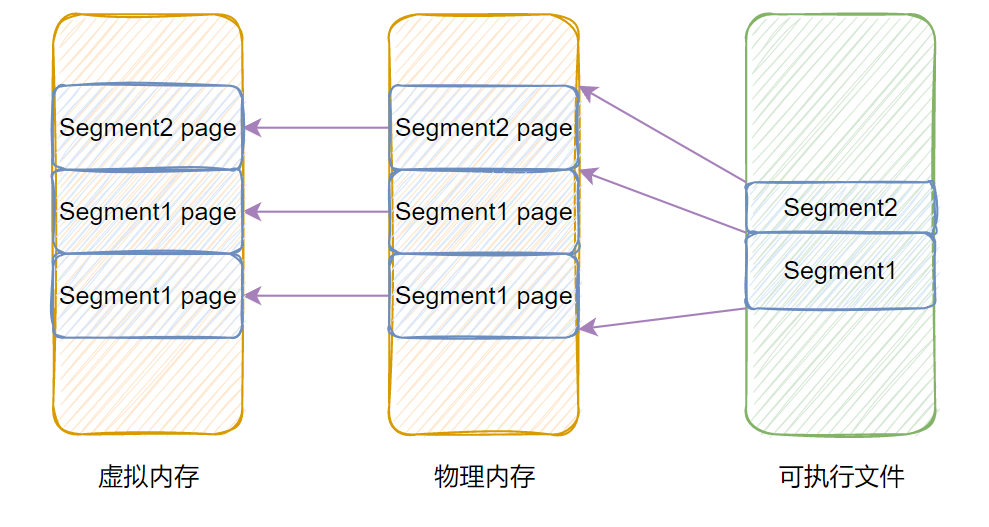 Segment2 page
Segment2 page
Segment2
Segment1 page
Segment1 page
Segment1
Segment1 page
Segment1 page
虚拟内存
物理内存
可执行文件